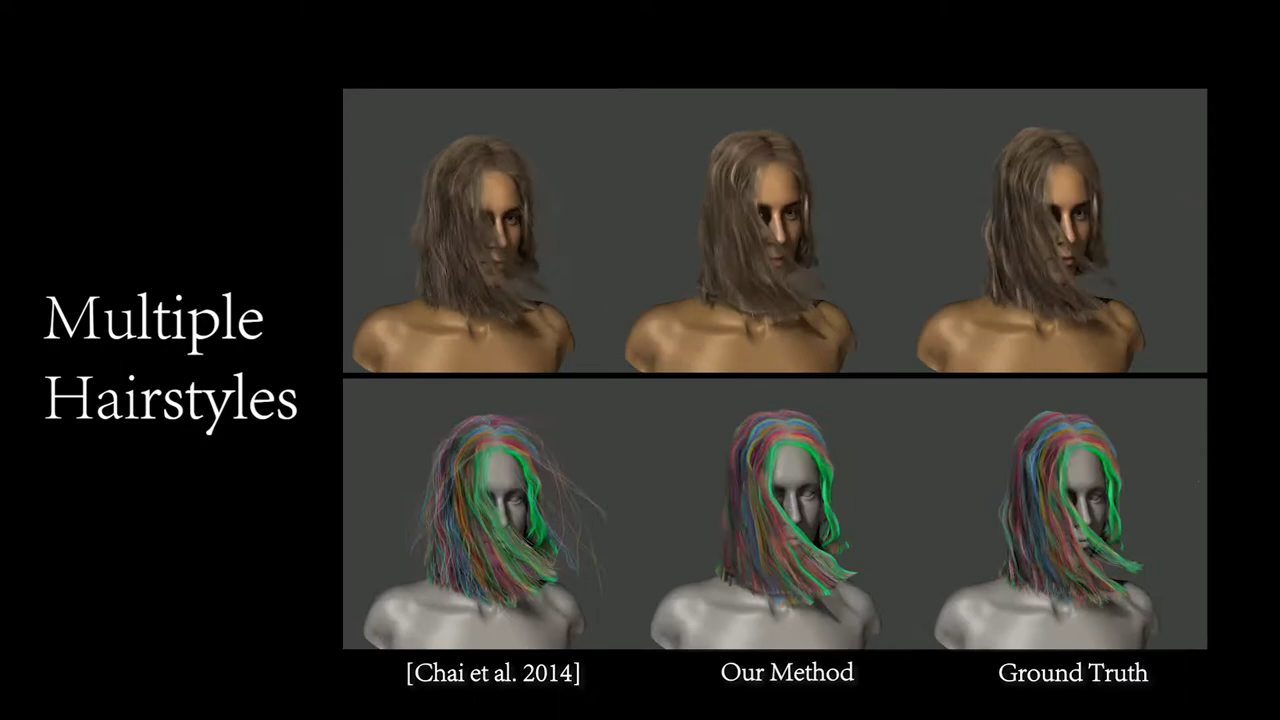 Multiple
Hairstyles
[Chai et al. 2014]
Our Method
Ground Truth